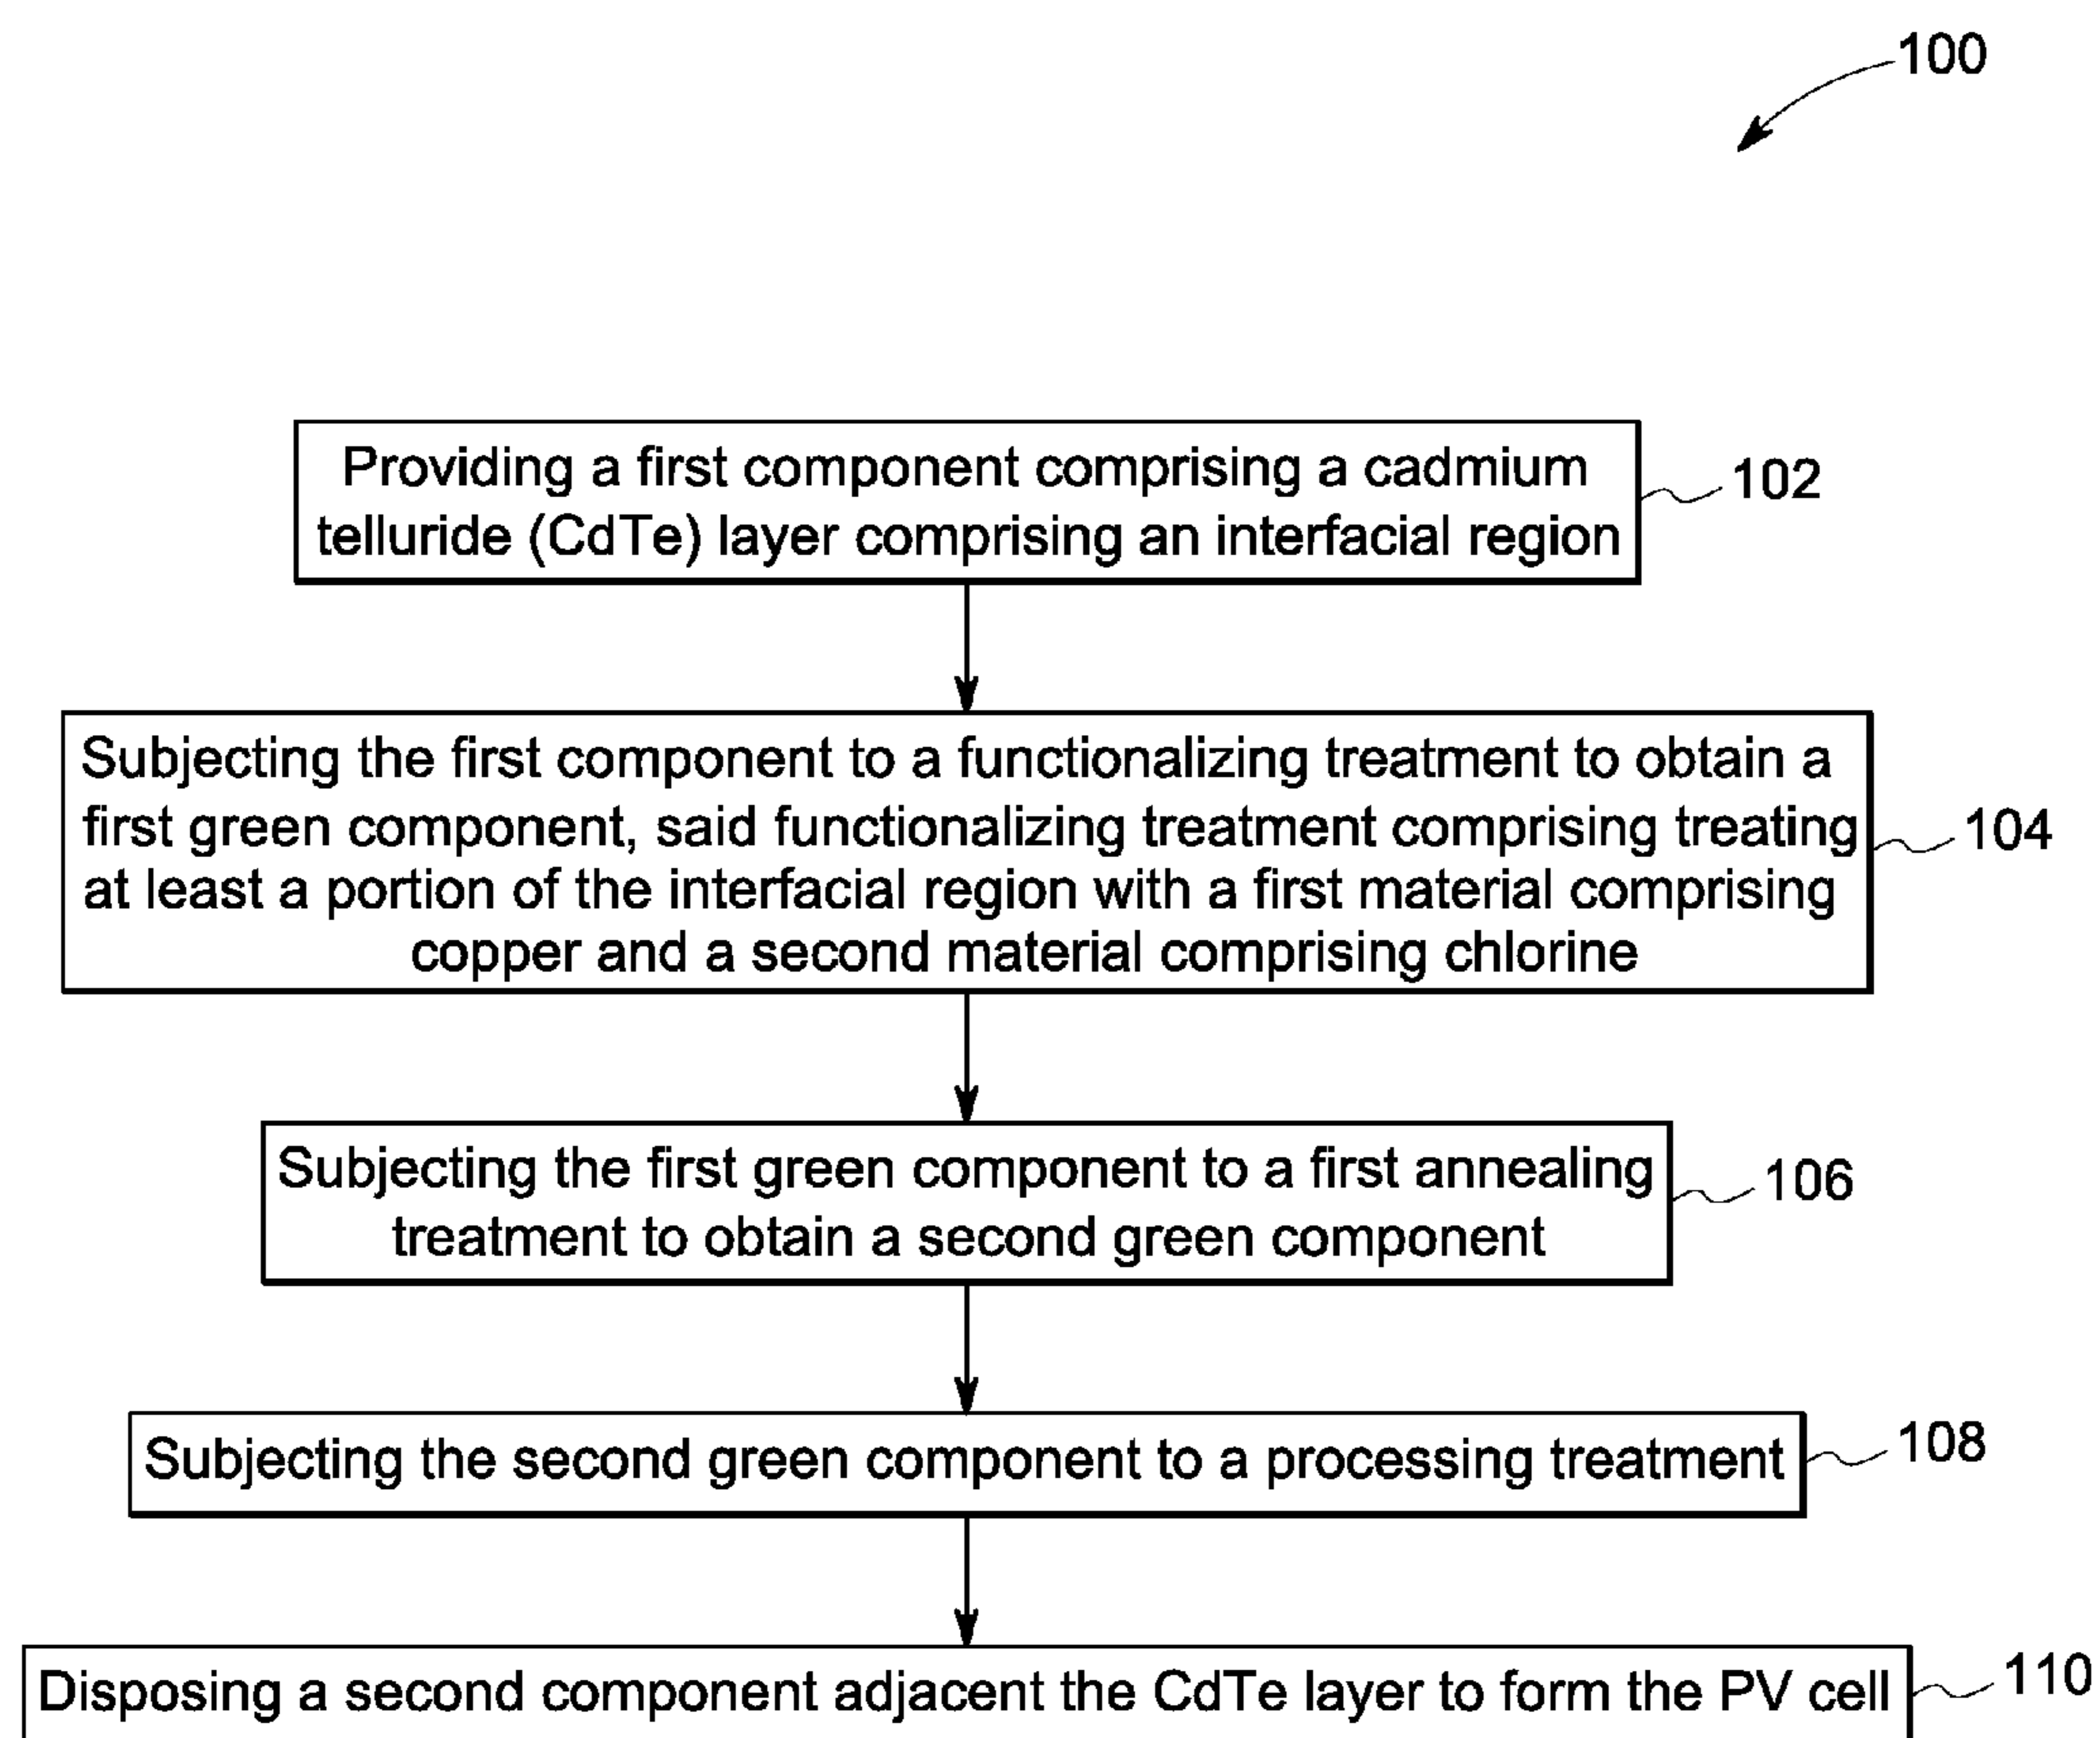 100
Providing a first component comprising a cadmium
telluride (CdTe) layer comprising an interfacial region
102
Subjecting the first component to a functionalizing treatment to obtain a
first green component, said functionalizing treatment comprising treating
at least a portion of the interfacial region with a first material comprising
copper and a second material comprising chlorine
104
Subjecting the first green component to a first annealing
treatment to obtain a second green component
106
Subjecting the second green component to a processing treatment
108
Disposing a second component adjacent the CdTe layer to form the PV cell
110